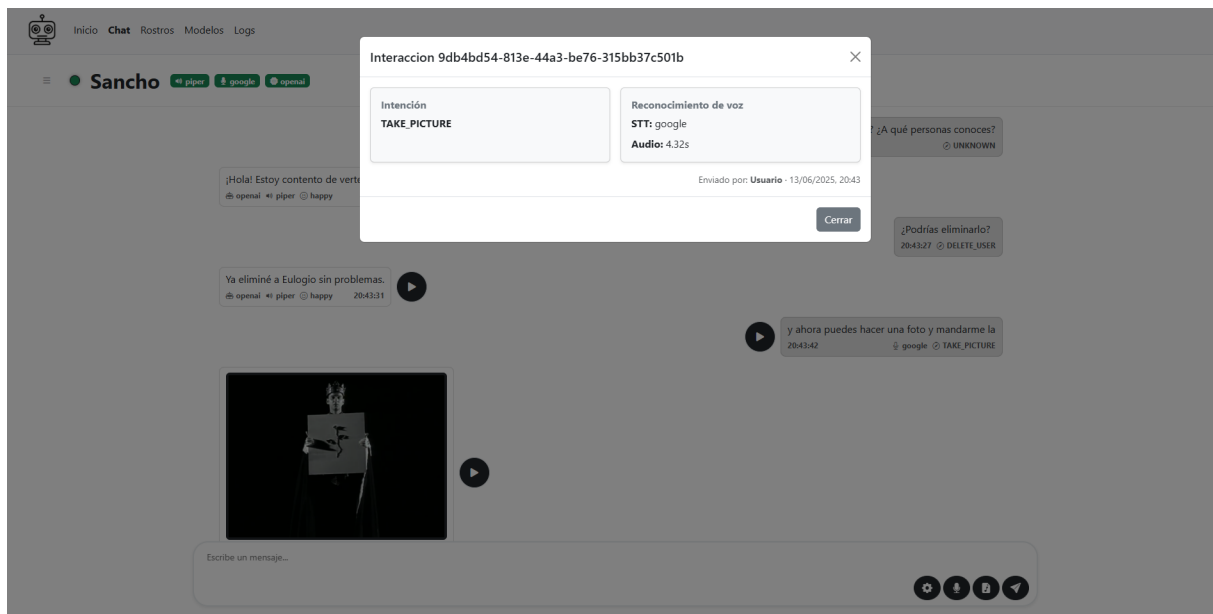 Inicio Chat Rostros Modelos Logs
Sancho piper google openai
Interaccion 9db4bd54-813e-44a3-be76-315bb37c501b
Intención
TAKE_PICTURE
Reconocimiento de voz
STT: google
Audio: 4.32s
Enviado por: Usuario - 13/06/2025, 20:43
Cerrar
? ¿A qué personas conoces?
UNKNOWN
¡Hola! Estoy contento de verte
openai piper happy
¿Podrías eliminarlo?
20:43:27 DELETE_USER
Ya eliminé a Eulogio sin problemas.
openai piper happy 20:43:31
y ahora puedes hacer una foto y mandarme la
20:43:42 google TAKE_PICTURE
Escribe un mensaje...